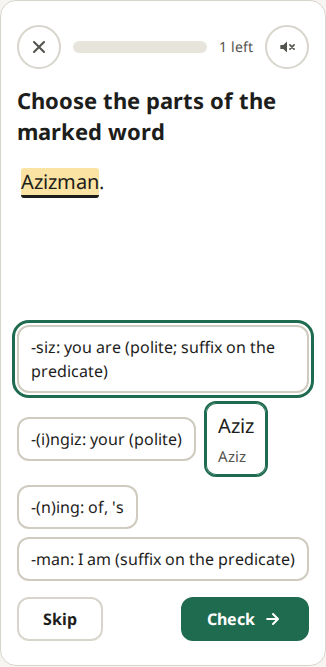 1 left
Choose the parts of the
marked word
Azizman.
-siz: you are (polite; suffix on the
predicate)
-(i)ngiz: your (polite)
Aziz
Aziz
-(n)ing: of, 's
-man: I am (suffix on the predicate)
Skip
Check →